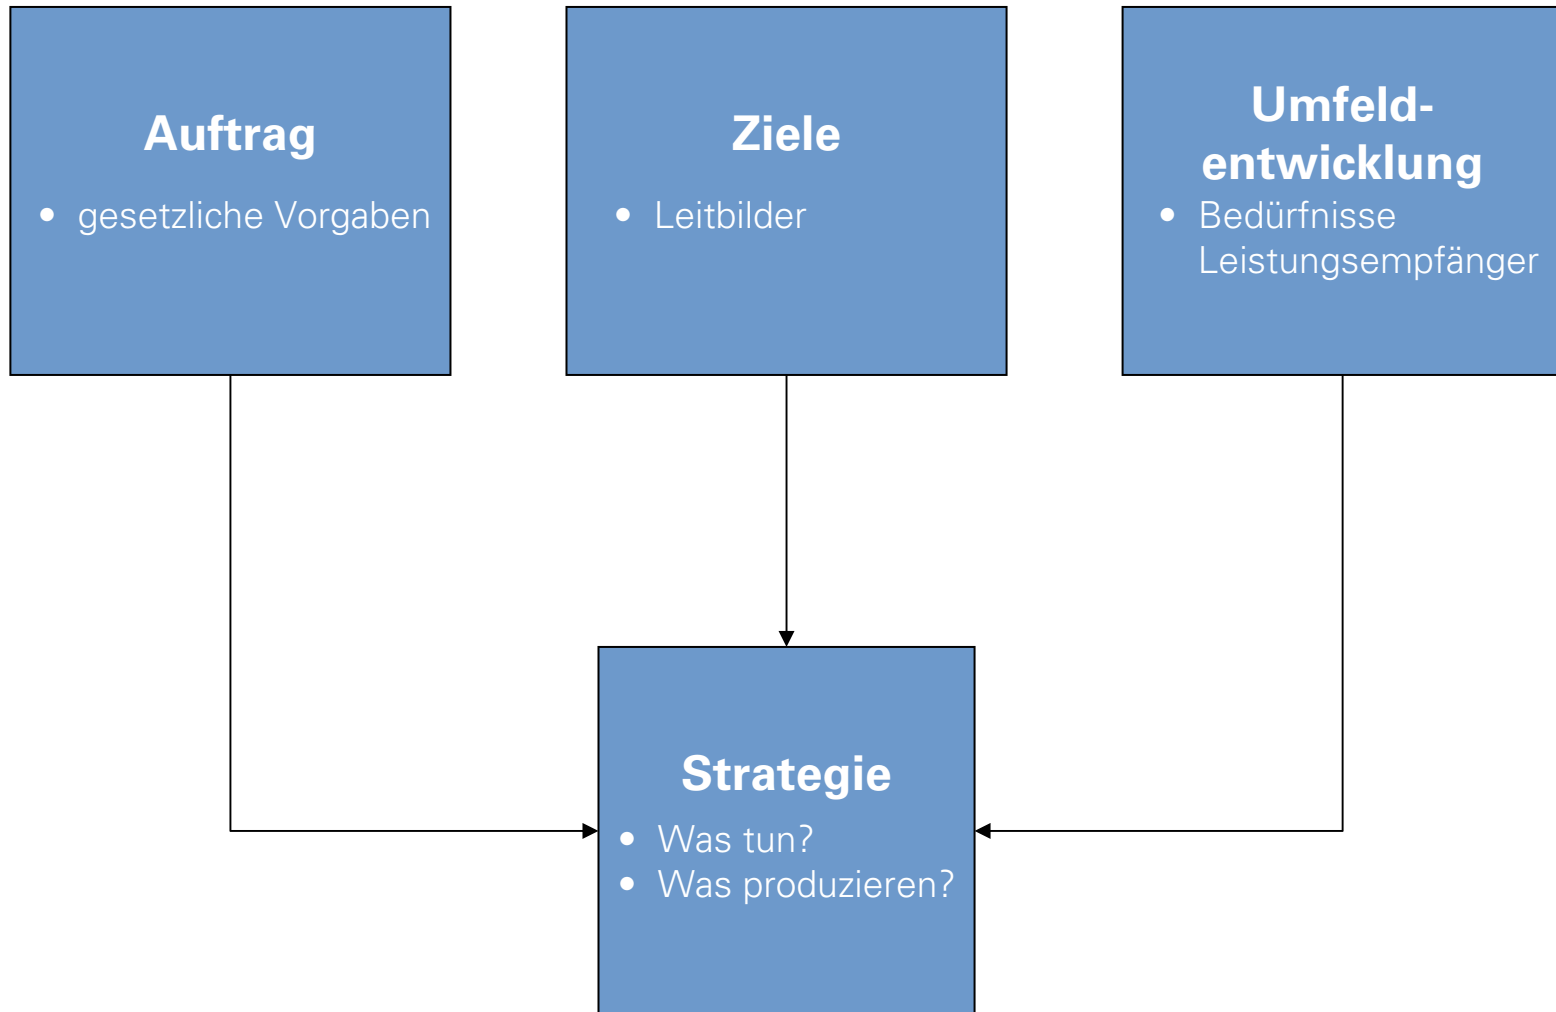 Auftrag
• gesetzliche Vorgaben
Ziele
• Leitbilder
Umfeld-
entwicklung
• Bedürfnisse
Leistungsempfänger
Strategie
• Was tun?
• Was produzieren?